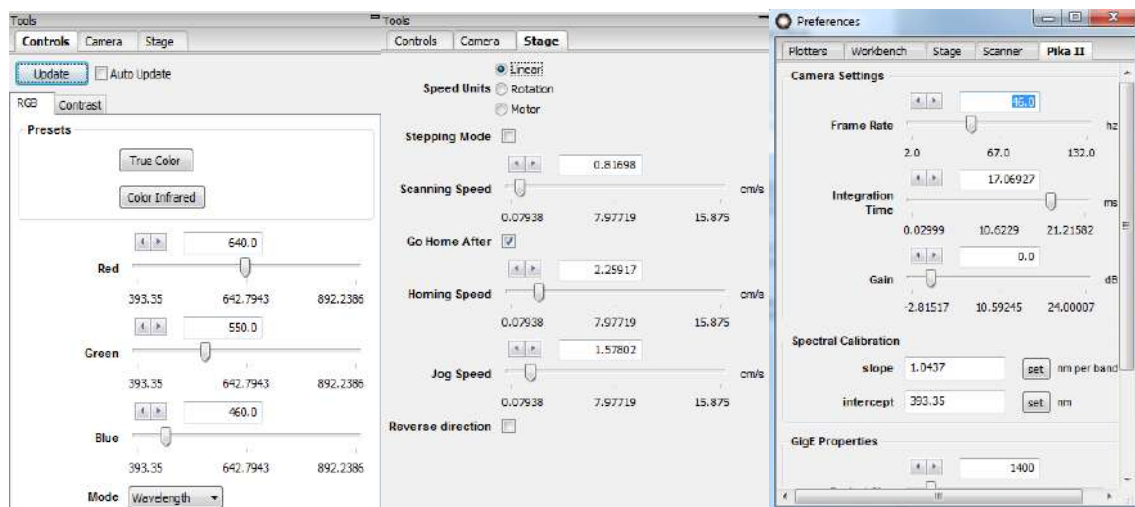 Tools
Controls Camera Stage
Update Auto Update
RGB Contrast
Presets
True Color
Color Infrared
640.0
Red
393.35 642.7943 892.2386
550.0
Green
393.35 642.7943 892.2386
460.0
Blue
393.35 642.7943 892.2386
Mode Wavelength
Tools
Controls Camera Stage
Linear
Speed Units Rotation
Motor
Stepping Mode
0.81698
Scanning Speed cm/s
0.07938 7.97719 15.875
Go Home After
2.25917
Homing Speed cm/s
0.07938 7.97719 15.875
1.57802
Jog Speed cm/s
0.07938 7.97719 15.875
Reverse direction
Preferences
Plotters Workbench Stage Scanner Pika II
Camera Settings
46.0
Frame Rate hz
2.0 67.0 132.0
17.06927
Integration Time ms
0.02999 10.6229 21.21582
0.0
Gain dB
-2.81517 10.59245 24.00007
Spectral Calibration
slope 1.0437 set nm per band
intercept 393.35 set nm
GigE Properties
1400